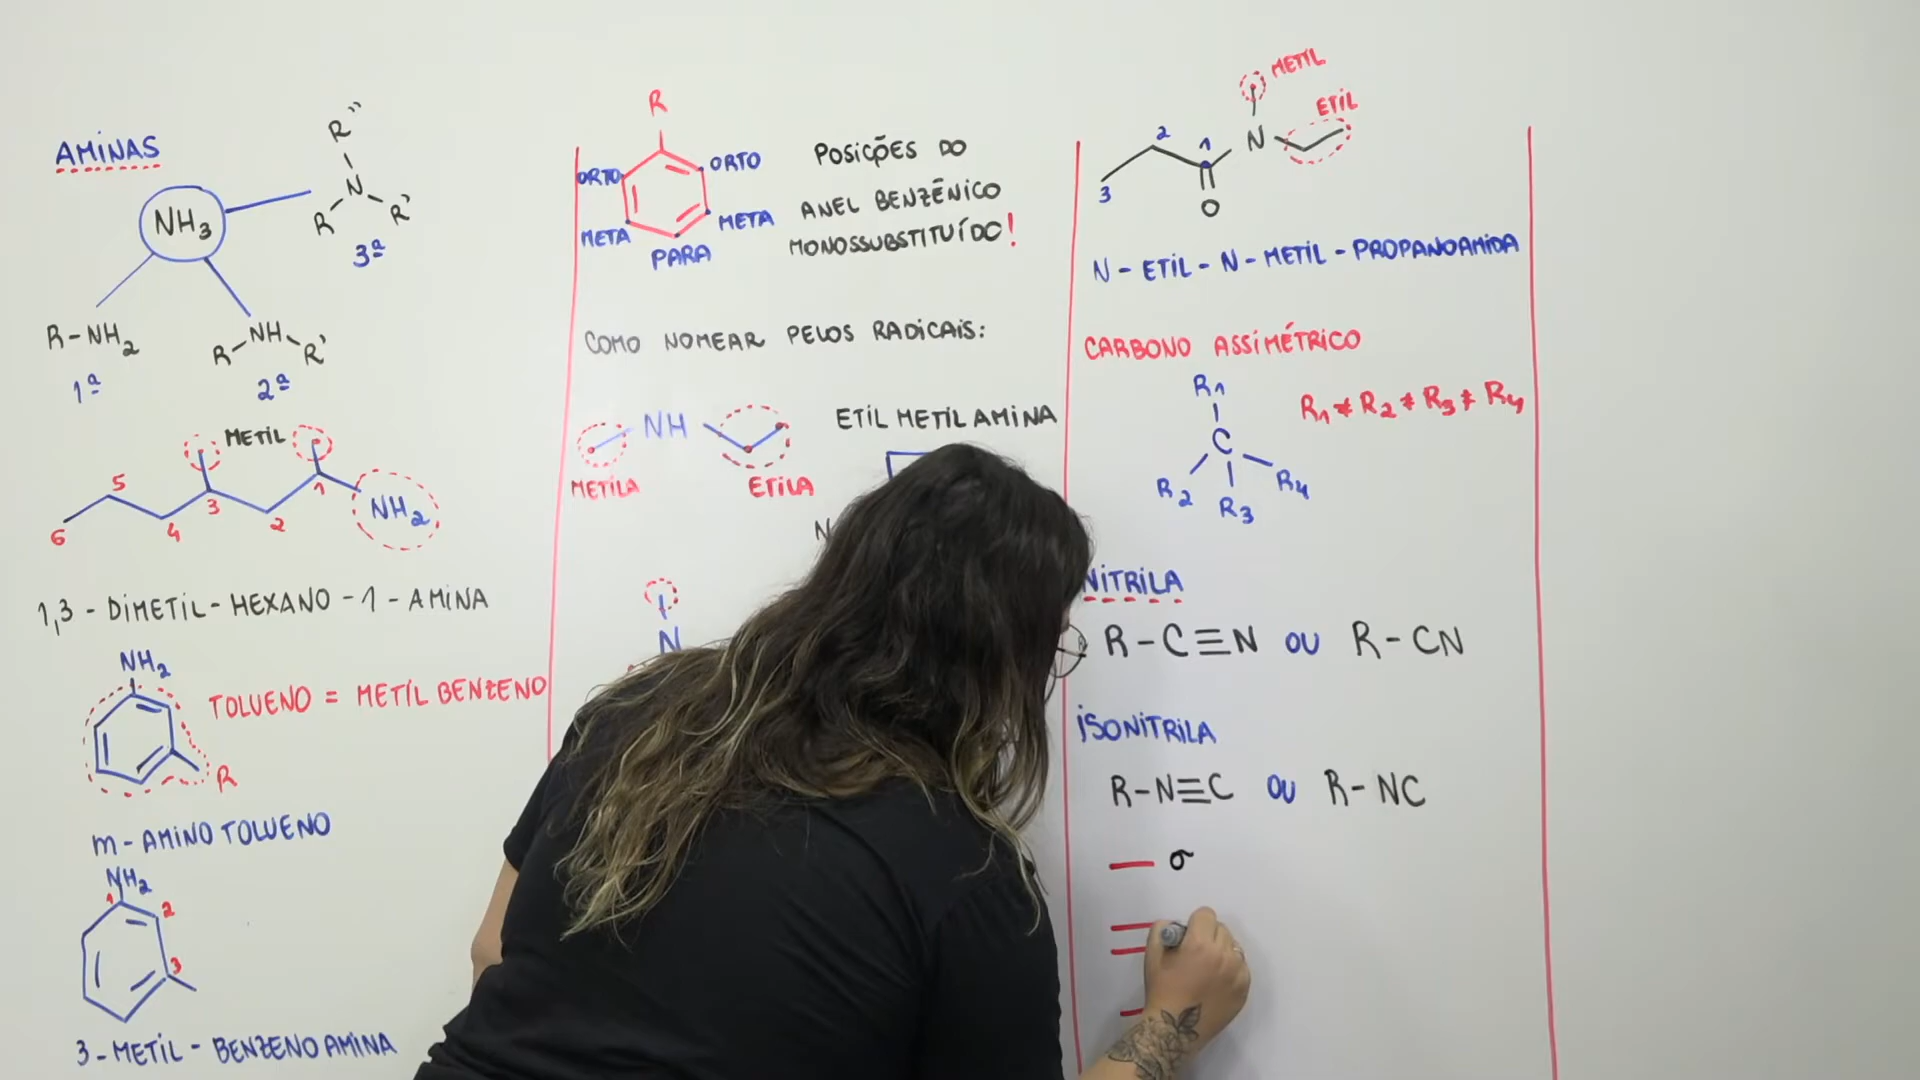 AMINAS
R"
NH3
N
R R'
3ª
R-NH2
1ª
R-NH-R'
2ª
METIL
5
6
4
3
2
1
NH2
1,3-DIMETIL-HEXANO-1-AMINA
NH2
TOLUENO = METIL BENZENO
R
m-AMINO TOLUENO
NH2
1
2
3
3-METIL-BENZENOAMINA
R
ORTO
ORTO
META
META
PARA
POSIÇÕES DO
ANEL BENZÊNICO
MONOSSUBSTITUÍDO!
COMO NOMEAR PELOS RADICAIS:
NH
METILA
ETILA
ETIL METIL AMINA
N
N
METIL
ETIL
N
1
2
3
O
N-ETIL-N-METIL-PROPANOAMIDA
CARBONO ASSIMÉTRICO
R1
C
R2
R3
R4
R1 ≠ R2 ≠ R3 ≠ R4
NITRILA
R-C≡N OU R-CN
ISONITRILA
R-N≡C OU R-NC
σ